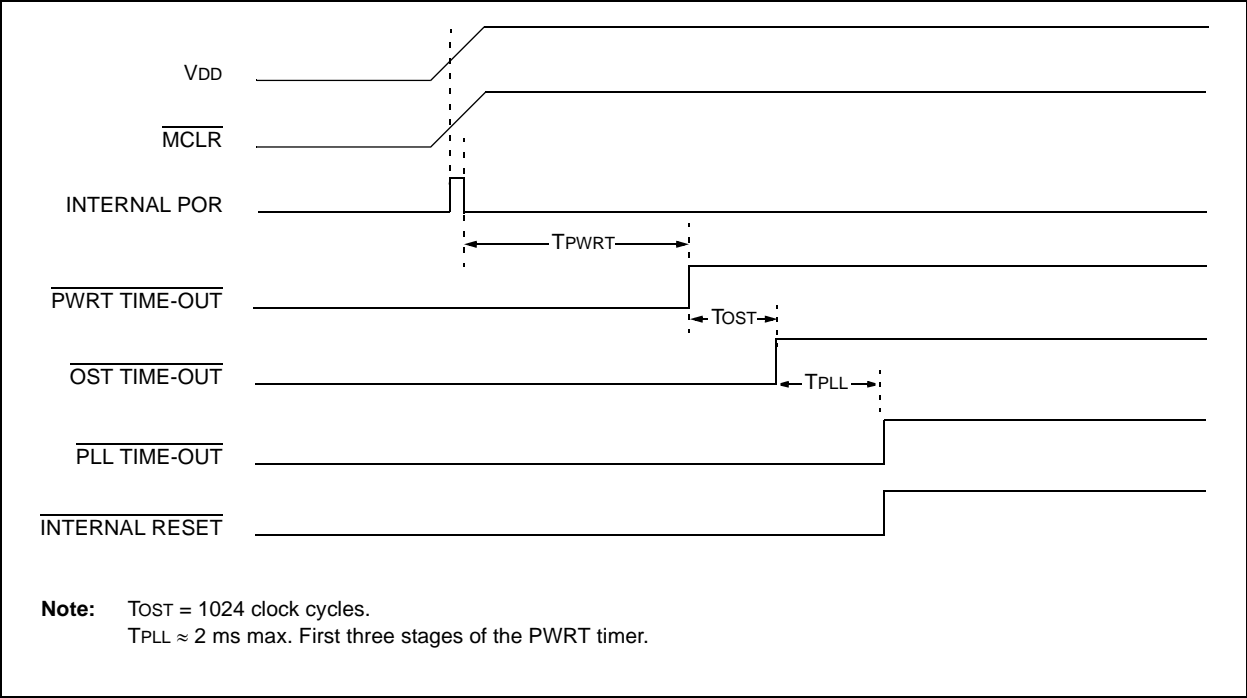 VDD
MCLR
INTERNAL POR
TPWRT
PWRT TIME-OUT
TOST
OST TIME-OUT
TPLL
PLL TIME-OUT
INTERNAL RESET
Note: TOST = 1024 clock cycles.
TPLL ≈ 2 ms max. First three stages of the PWRT timer.